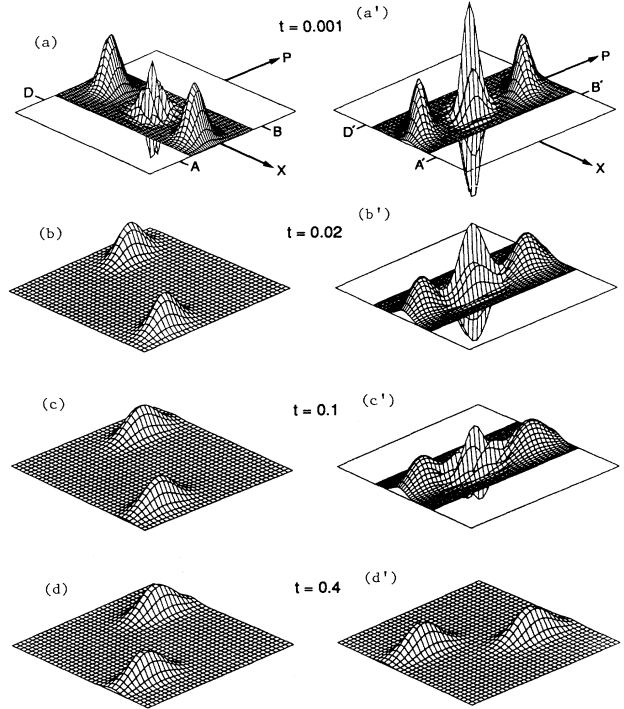 (a)
t = 0.001
(a')
P
D
B
A
X
P
D′
B′
A′
X
(b)
t = 0.02
(b')
(c)
t = 0.1
(c')
(d)
t = 0.4
(d')